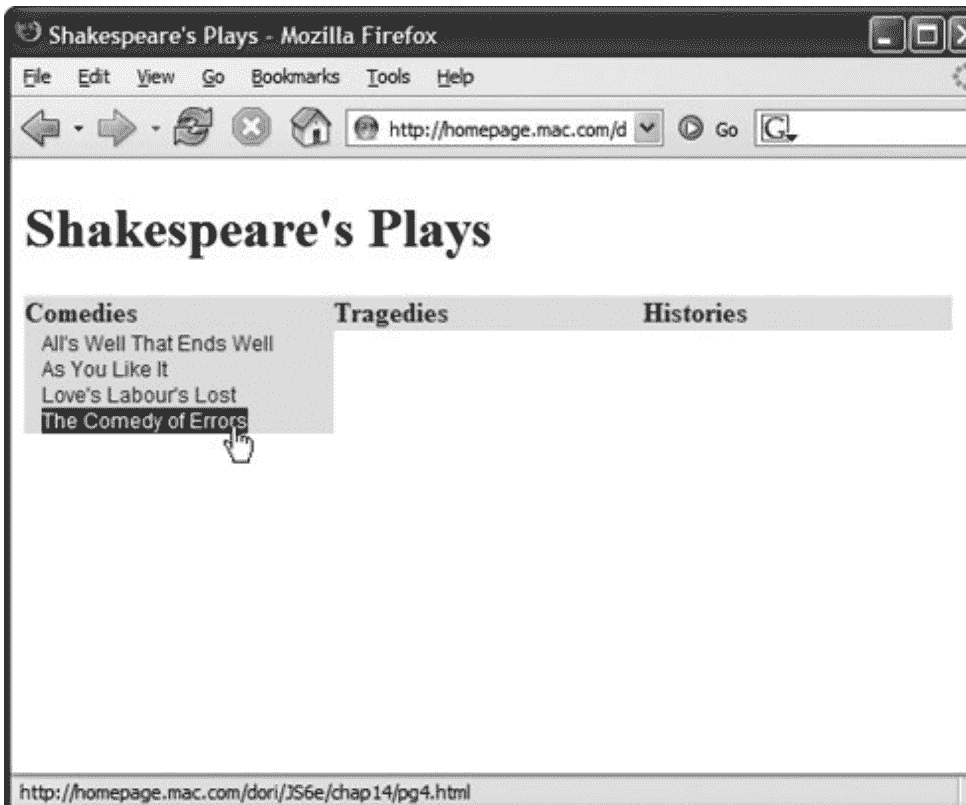 Shakespeare's Plays - Mozilla Firefox
File Edit View Go Bookmarks Tools Help
http://homepage.mac.com/d Go G
Shakespeare's Plays
Comedies Tragedies Histories
All's Well That Ends Well
As You Like It
Love's Labour's Lost
The Comedy of Errors
http://homepage.mac.com/dori/JS6e/chap14/pg4.html